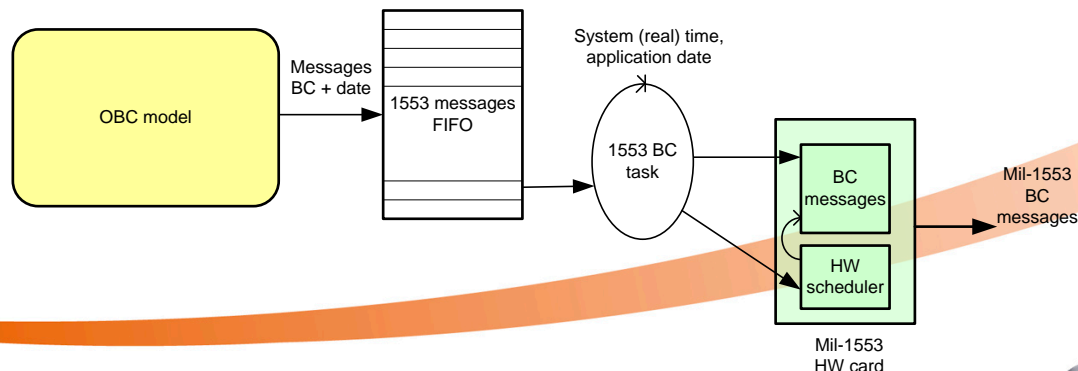 OBC model
Messages
BC + date
1553 messages
FIFO
System (real) time,
application date
1553 BC
task
BC
messages
HW
scheduler
Mil-1553
HW card
Mil-1553
BC
messages